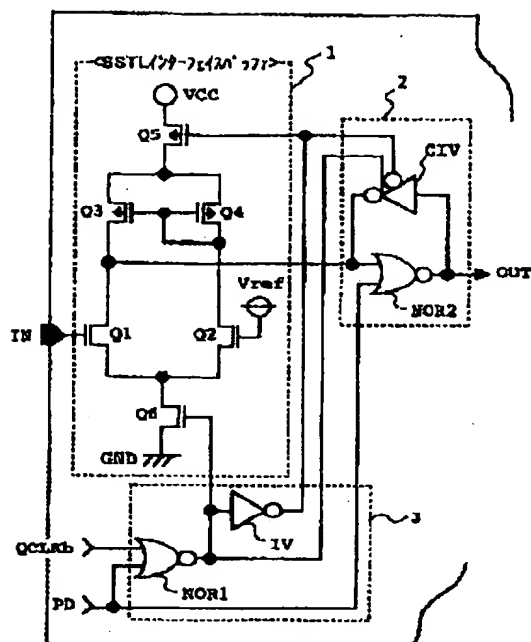 <SSTLインターフェイスバッファ>
1
VCC
Q5
2
CIV
Q3
Q4
Vref
OUT
NOR2
IN
Q1
Q2
Q6
GND
3
IV
QCLKb
NOR1
PD